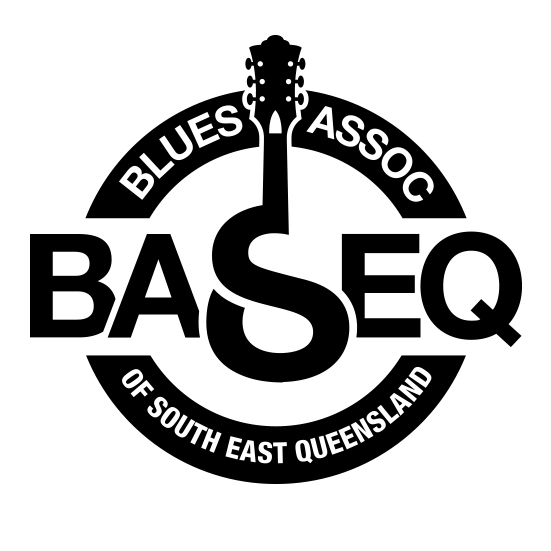 BLUES ASSOC
BASEQ
OF SOUTH EAST QUEENSLAND